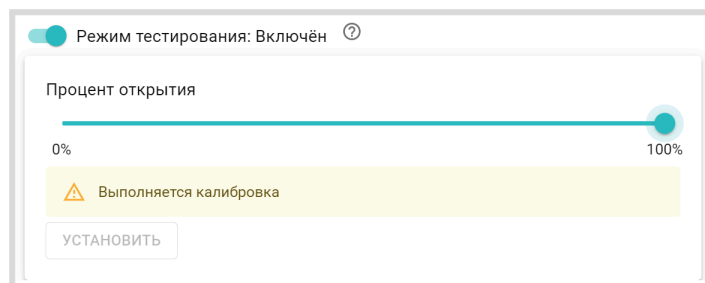 Режим тестирования: Включён
Процент открытия
0% 100%
Выполняется калибровка
УСТАНОВИТЬ